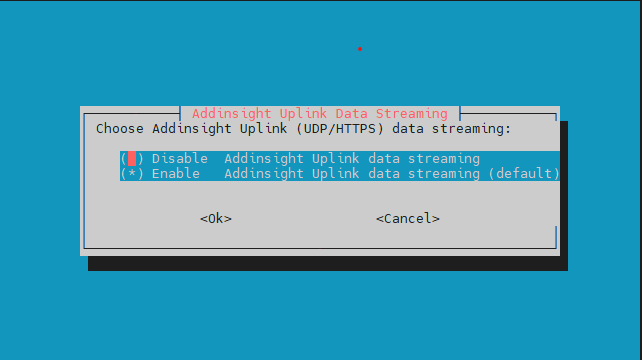 Addinsight Uplink Data Streaming
Choose Addinsight Uplink (UDP/HTTPS) data streaming:
( ) Disable Addinsight Uplink data streaming
(*) Enable Addinsight Uplink data streaming (default)
<Ok> <Cancel>